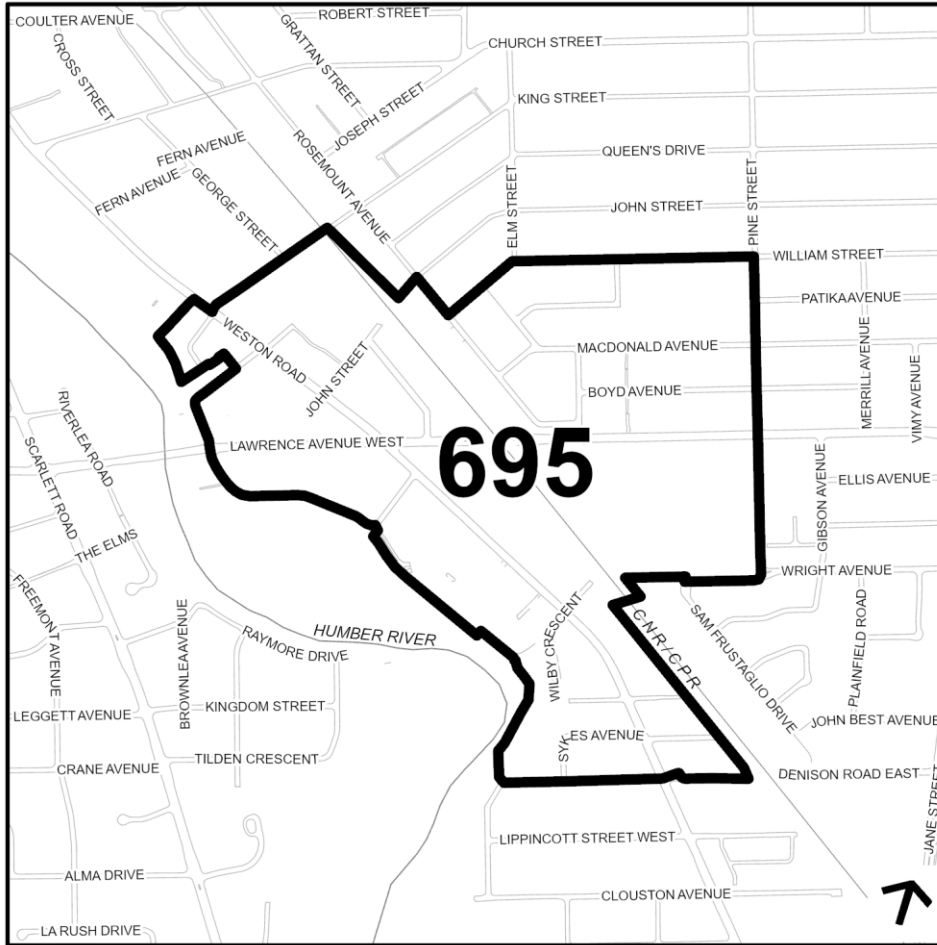 COULTER AVENUE
ROBERT STREET
GRATTAN STREET
CROSS STREET
CHURCH STREET
KING STREET
JOSEPH STREET
ROSEMOUNT AVENUE
FERN AVENUE
QUEEN'S DRIVE
FERN AVENUE
GEORGE STREET
ELM STREET
JOHN STREET
PINE STREET
WILLIAM STREET
PATIKA AVENUE
WESTON ROAD
MACDONALD AVENUE
MERRILL AVENUE
VIMY AVENUE
JOHN STREET
BOYD AVENUE
RIVERLEA ROAD
SCARLETT ROAD
LAWRENCE AVENUE WEST
695
GIBSON AVENUE
ELLIS AVENUE
THE ELMS
WRIGHT AVENUE
FREEMONT AVENUE
BROWNLEA AVENUE
HUMBER RIVER
RAYMORE DRIVE
WILBY CRESCENT
CNR/CPR
SAM FRUSTAGLIO DRIVE
PLAINFIELD ROAD
LEGGETT AVENUE
KINGDOM STREET
JOHN BEST AVENUE
SYKES AVENUE
CRANE AVENUE
TILDEN CRESCENT
DENISON ROAD EAST
JANE STREET
LIPPINCOTT STREET WEST
ALMA DRIVE
CLOUSTON AVENUE
LA RUSH DRIVE